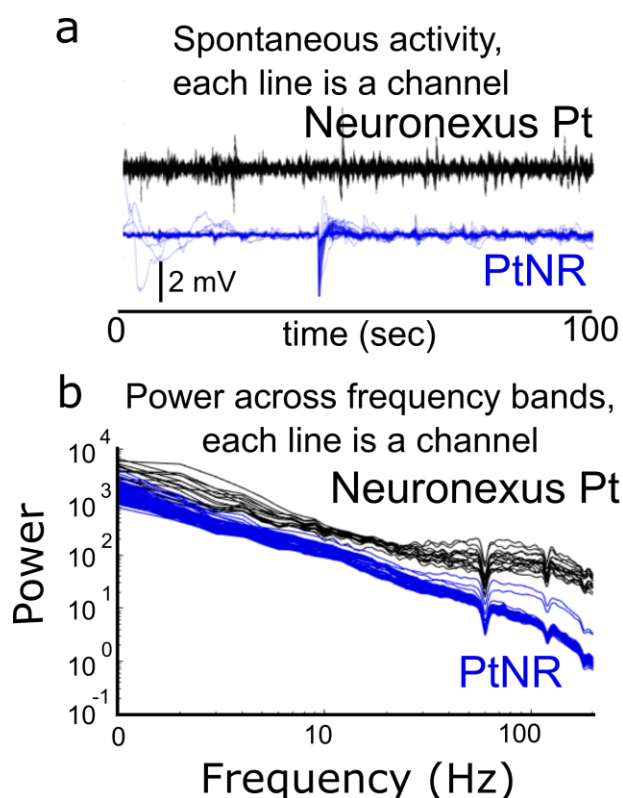 a
Spontaneous activity,
each line is a channel
Neuronexus Pt
PtNR
2 mV
0
time (sec)
100
b
Power across frequency bands,
each line is a channel
Neuronexus Pt
10^4
10^3
10^2
10^1
10^0
10^-1
Power
PtNR
0
10
100
Frequency (Hz)